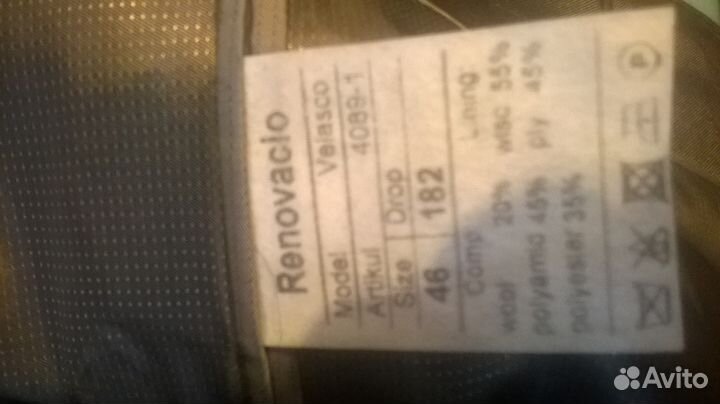 Renovacio
Model Velasco
Artikul 4089-1
Size Drop
46 182
Comp. Lining:
wool 20% wisc 55%
polyamid 45% ply 45%
polyester 35%
P
Avito